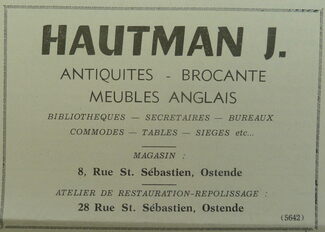 HAUTMAN J.
ANTIQUITES - BROCANTE
MEUBLES ANGLAIS
BIBLIOTHEQUES — SECRETAIRES — BUREAUX
COMMODES — TABLES — SIEGES etc...
MAGASIN :
8, Rue St. Sébastien, Ostende
ATELIER DE RESTAURATION-REPOLISSAGE :
28 Rue St. Sébastien, Ostende
(5642)